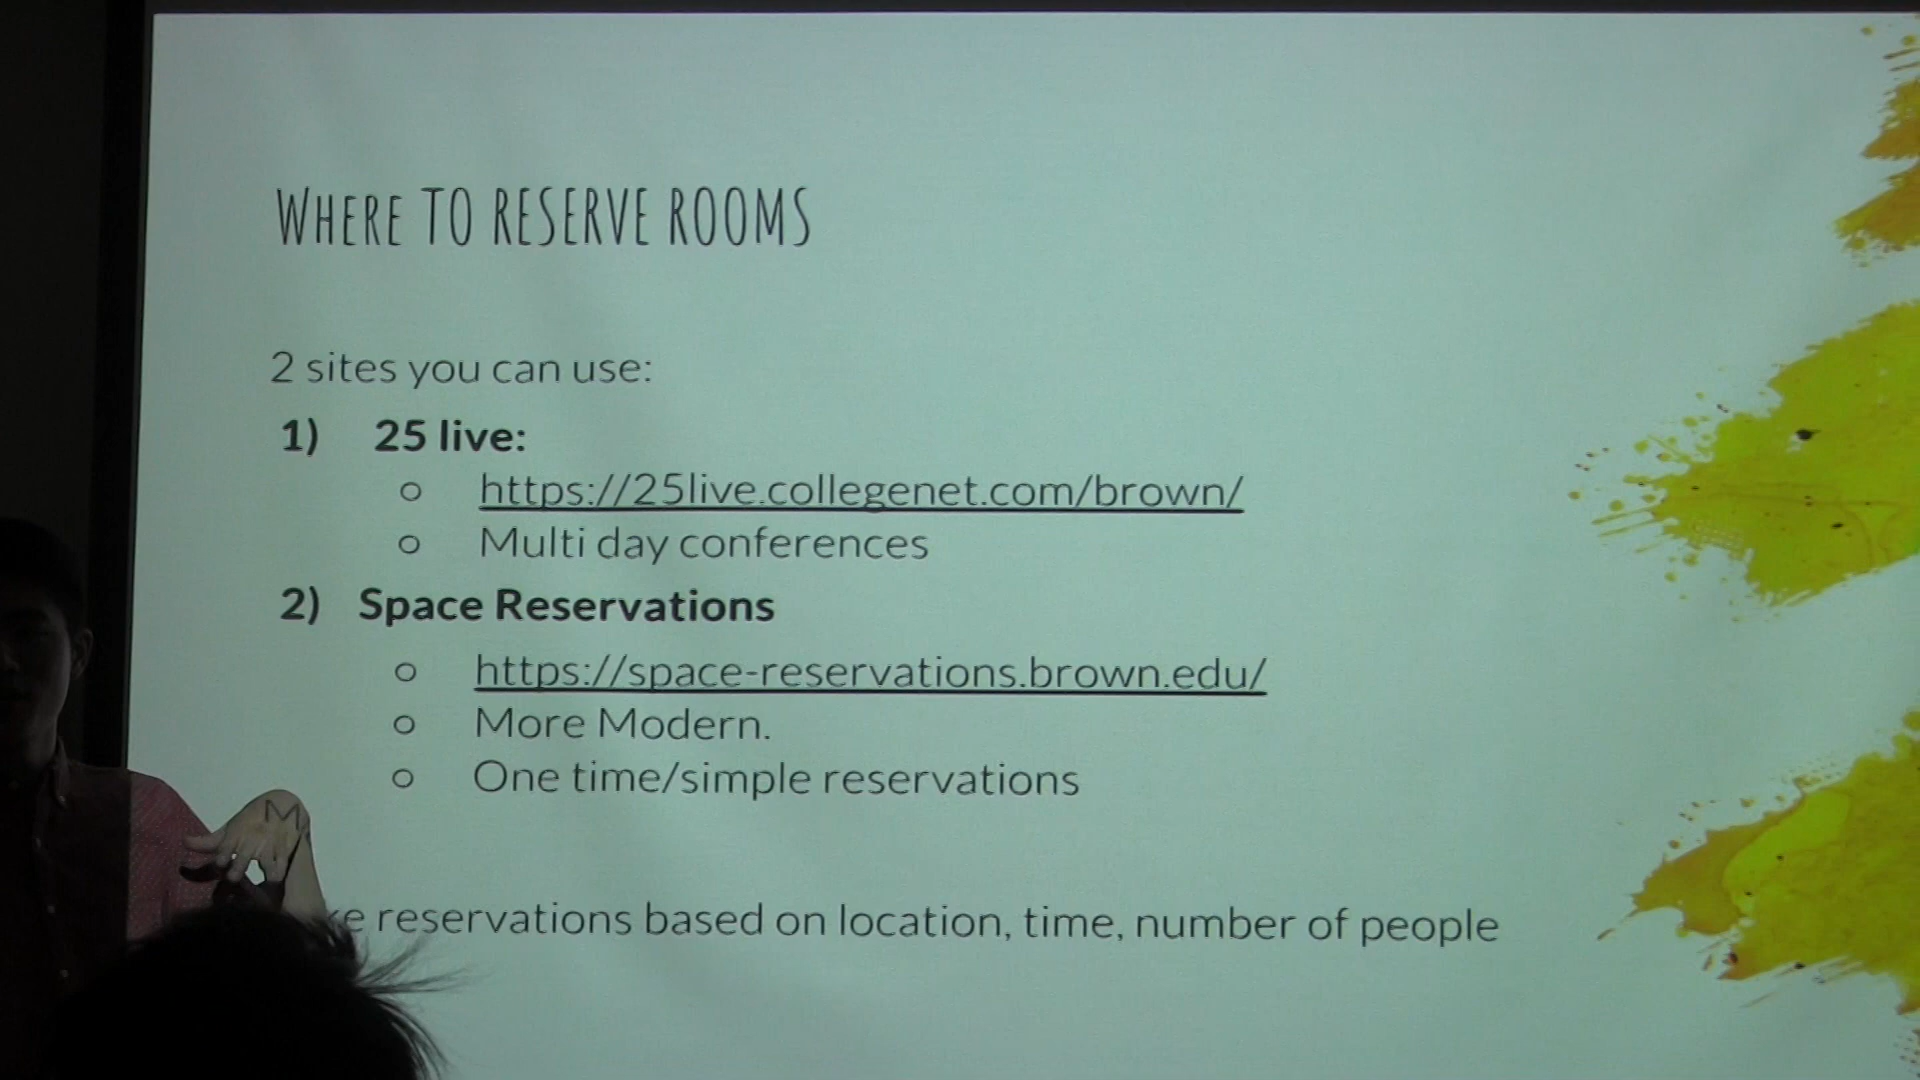 WHERE TO RESERVE ROOMS
2 sites you can use:
1) 25 live:
○ https://25live.collegenet.com/brown/
○ Multi day conferences
2) Space Reservations
○ https://space-reservations.brown.edu/
○ More Modern.
○ One time/simple reservations
reservations based on location, time, number of people